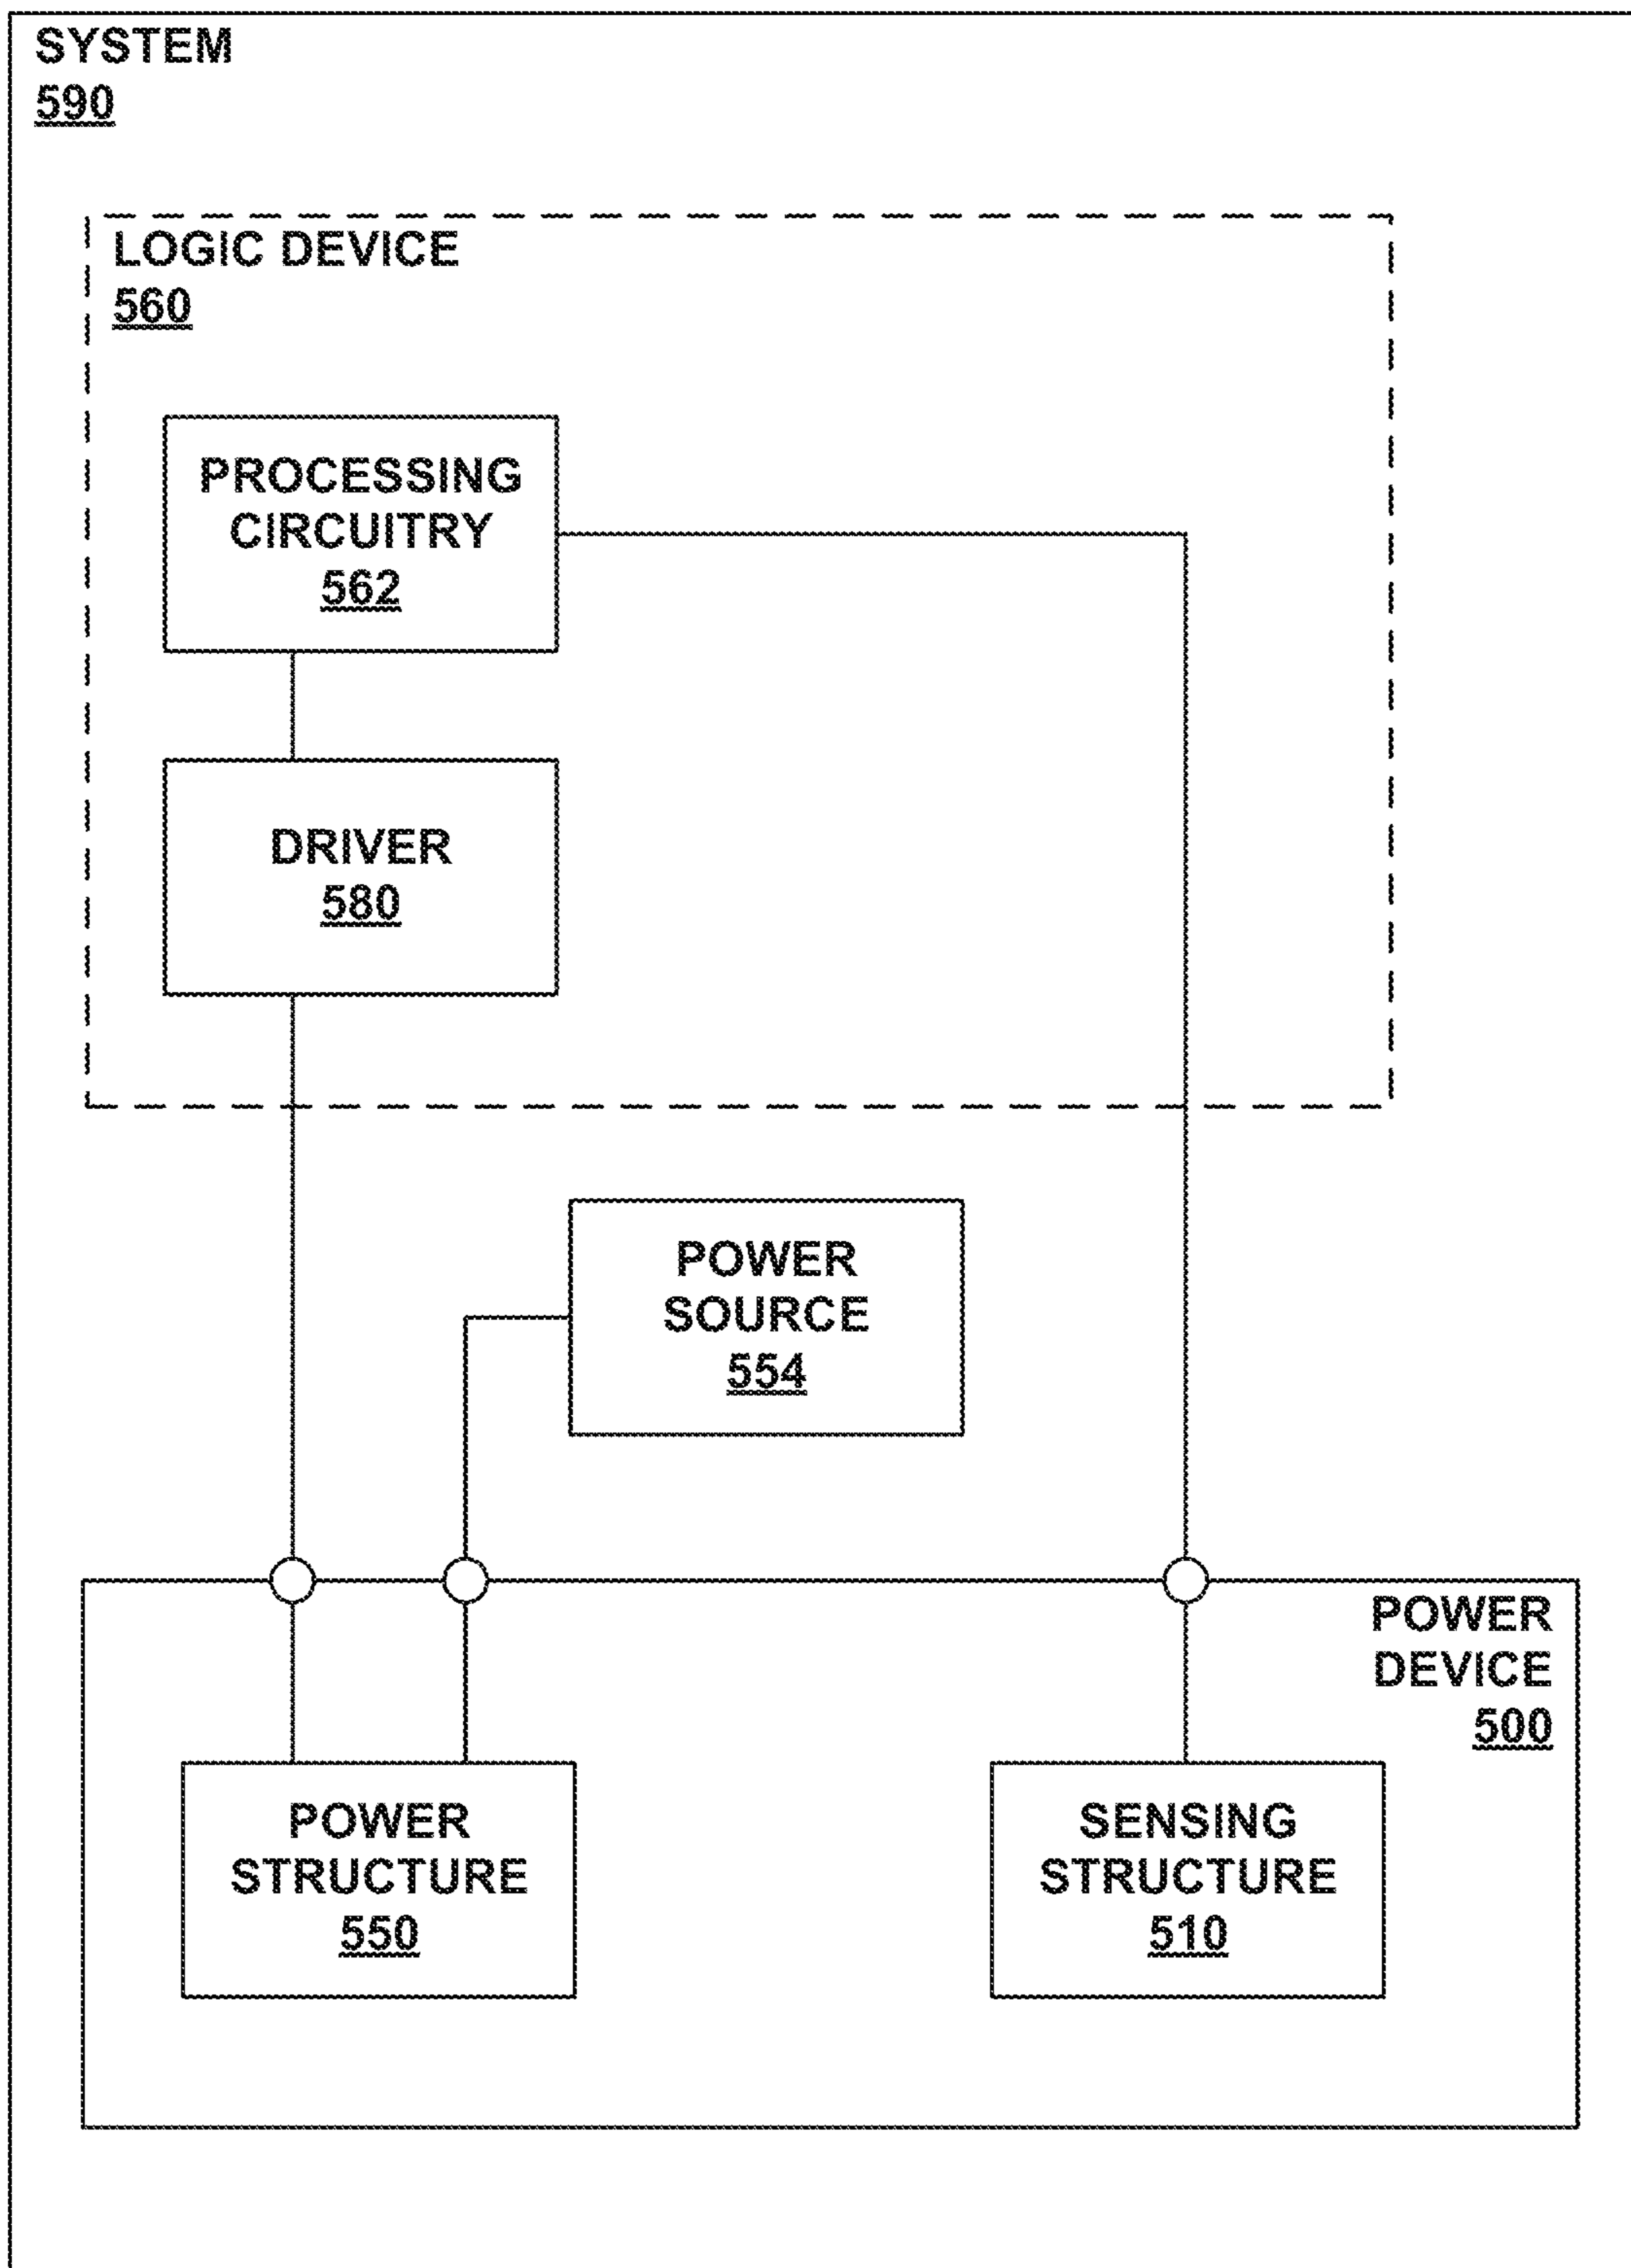 SYSTEM
590
LOGIC DEVICE
560
PROCESSING
CIRCUITRY
562
DRIVER
580
POWER
SOURCE
554
POWER
DEVICE
500
POWER
STRUCTURE
550
SENSING
STRUCTURE
510